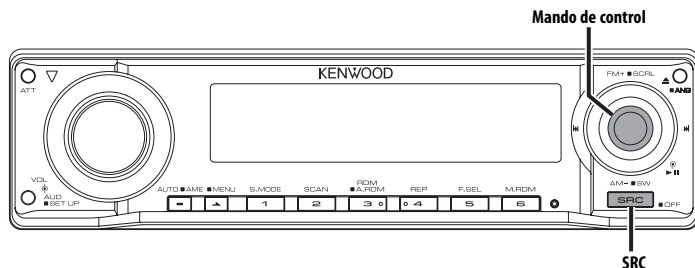 Mando de control
KENWOOD
FM+ ■SCRL
ATT
■ANG
VOL
AUD
■SET UP
AUTO ■AME
■MENU
S.MODE
SCAN
RDM
■A.RDM
REP
F.SEL
M.RDM
1
2
3
4
5
6
AM– ■SW
SRC
■OFF
SRC